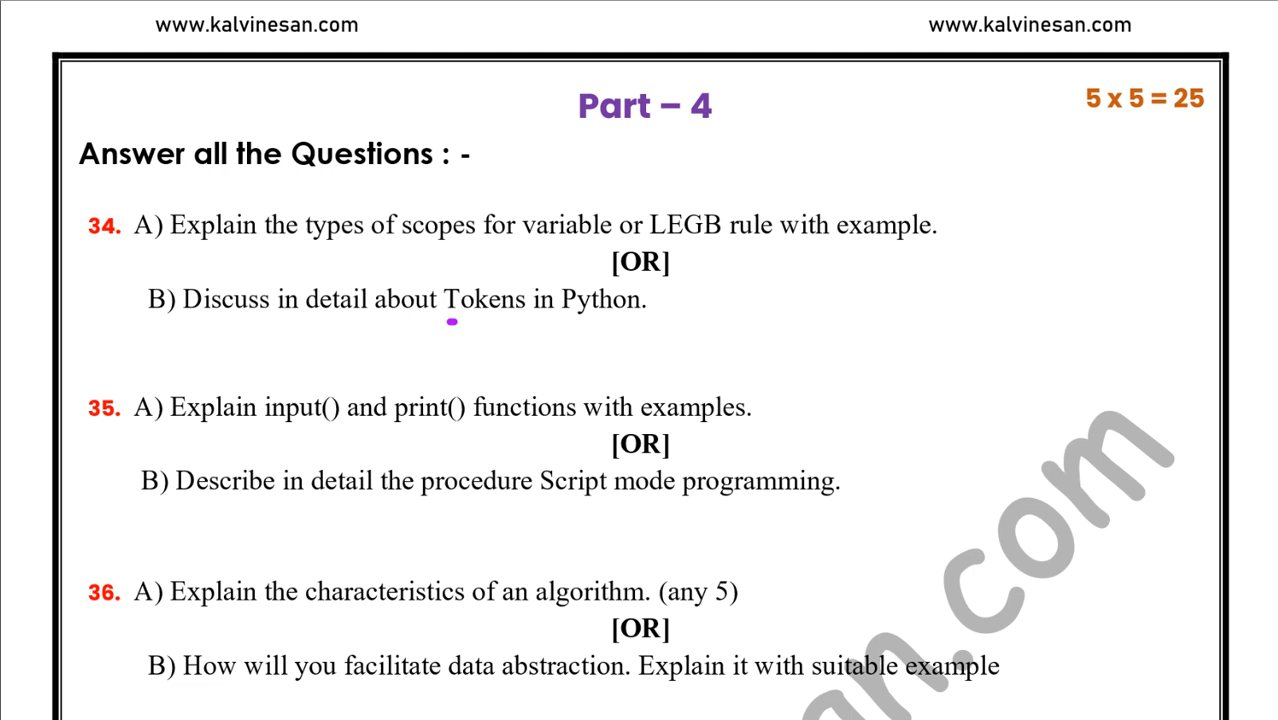 www.kalvinesan.com www.kalvinesan.com
Part – 4
5 x 5 = 25
Answer all the Questions : -
34. A) Explain the types of scopes for variable or LEGB rule with example.
[OR]
B) Discuss in detail about Tokens in Python.
35. A) Explain input() and print() functions with examples.
[OR]
B) Describe in detail the procedure Script mode programming.
36. A) Explain the characteristics of an algorithm. (any 5)
[OR]
B) How will you facilitate data abstraction. Explain it with suitable example
an.com